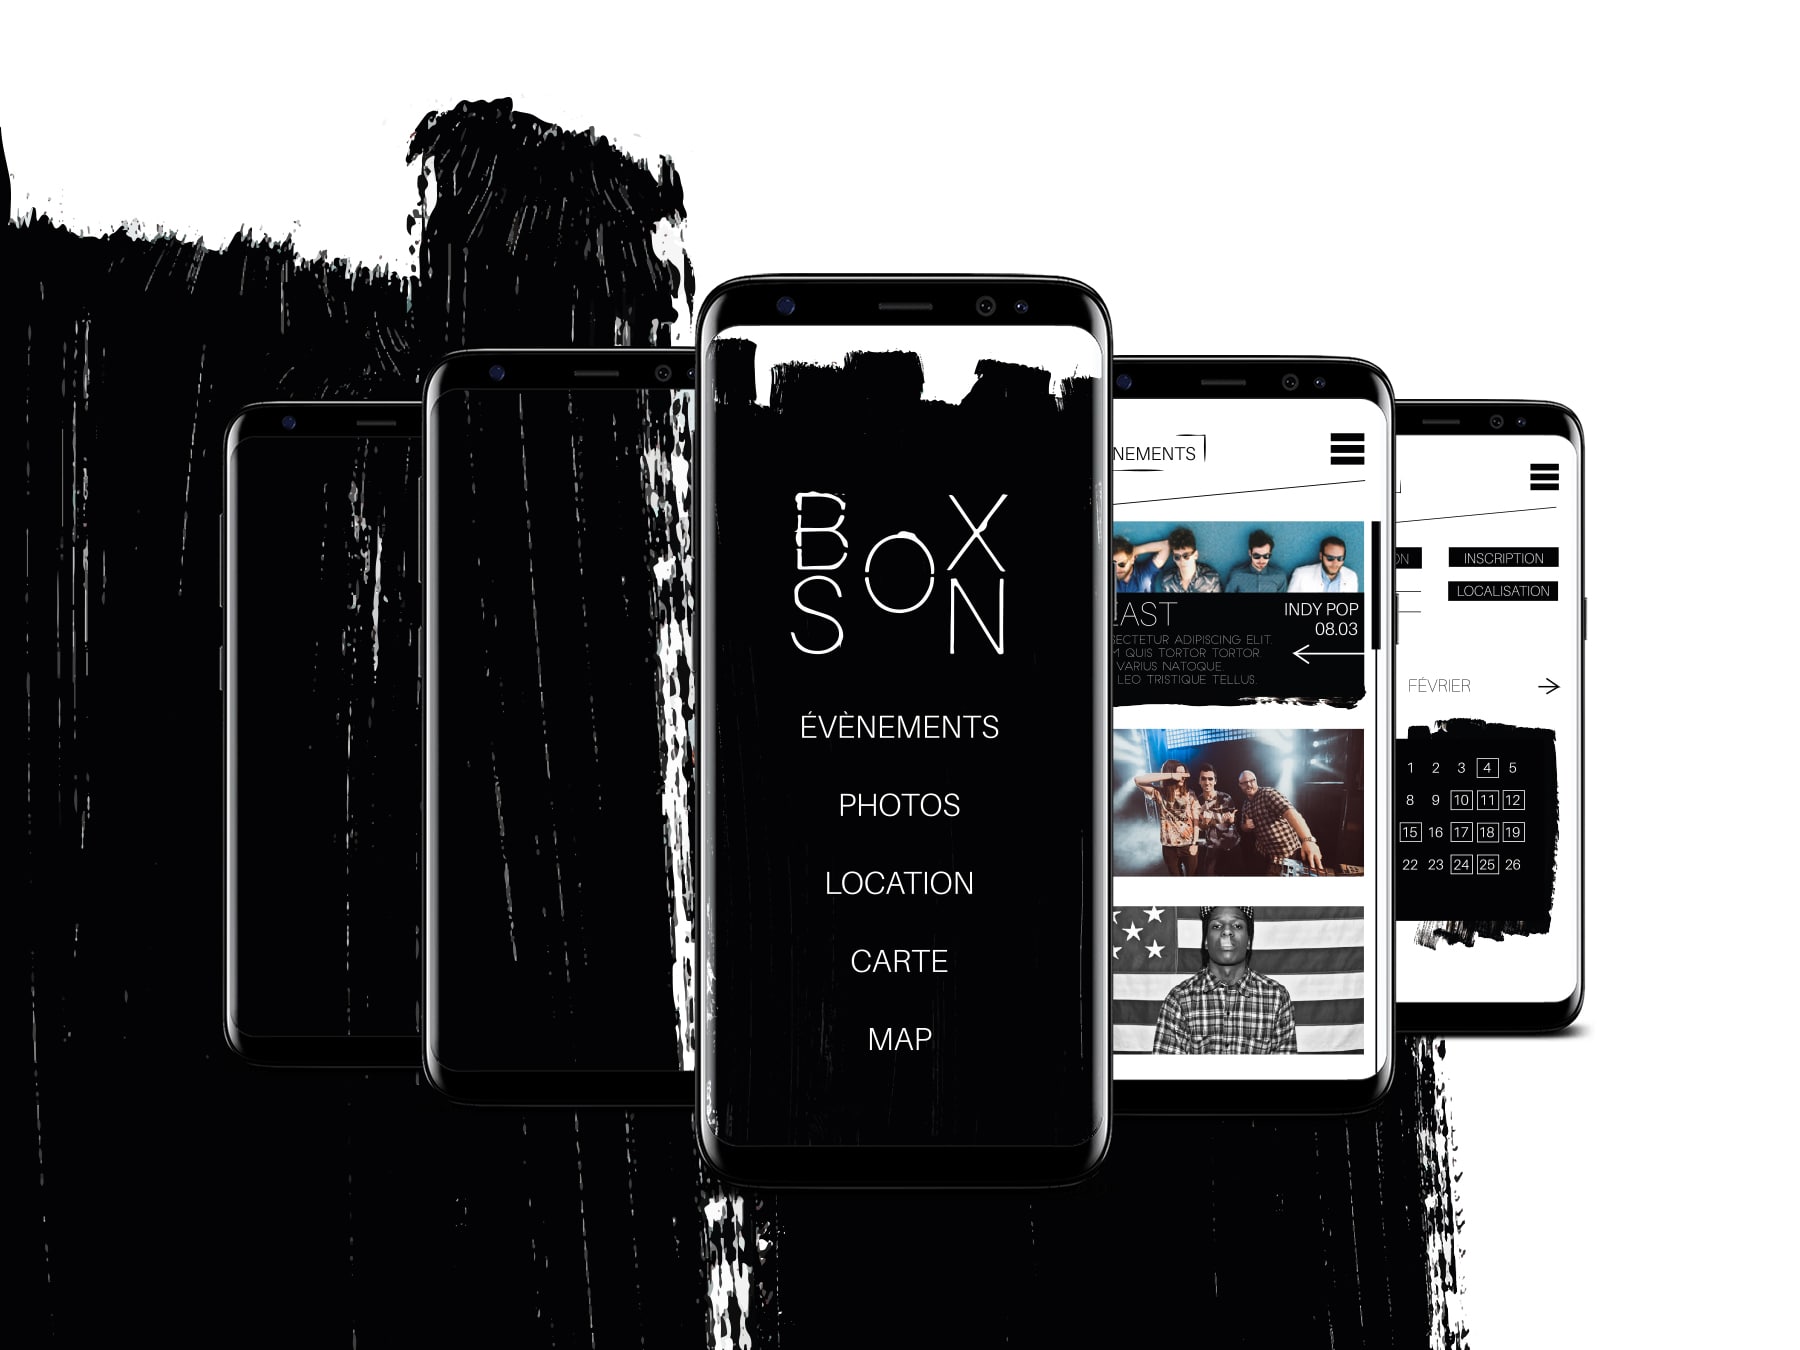 BOX
SON
ÉVÈNEMENTS
PHOTOS
LOCATION
CARTE
MAP
NEMENTS
EAST
INDY POP
08.03
SECTETUR ADIPISCING ELIT.
M QUIS TORTOR TORTOR.
VARIUS NATOQUE.
LEO TRISTIQUE TELLUS.
ON
INSCRIPTION
LOCALISATION
FÉVRIER
1 2 3 4 5
8 9 10 11 12
15 16 17 18 19
22 23 24 25 26